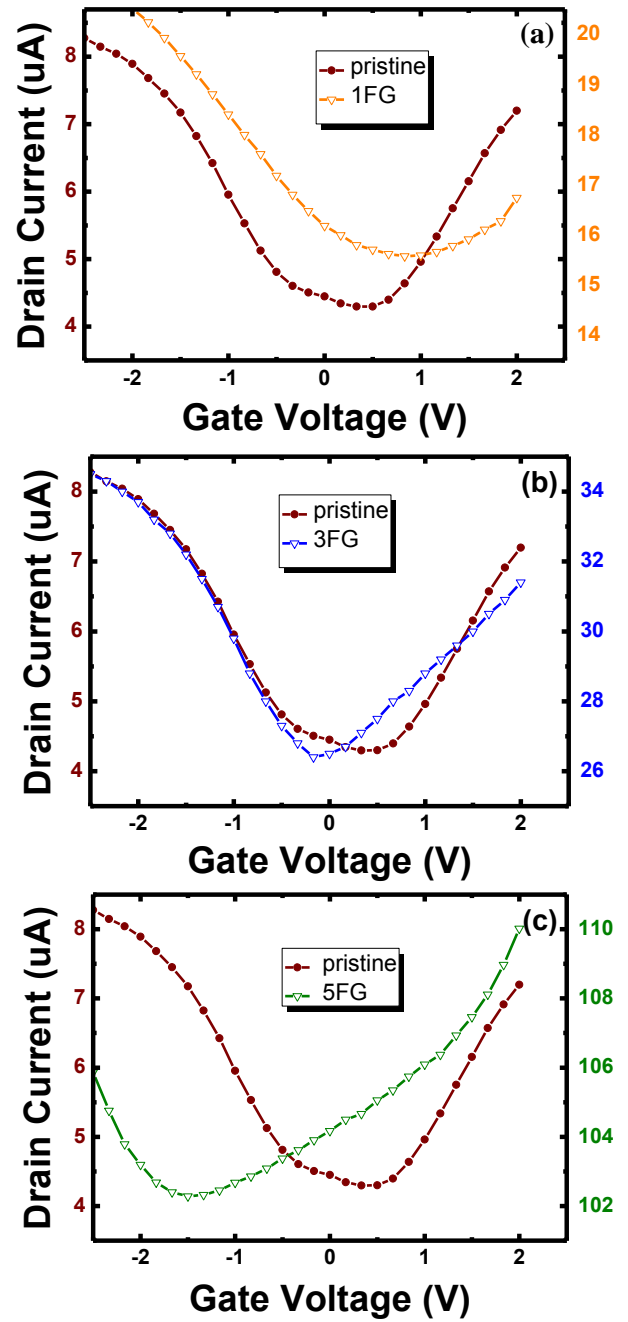 (a)
pristine
1FG
Drain Current (uA)
8
7
6
5
4
20
19
18
17
16
15
14
-2 -1 0 1 2
Gate Voltage (V)
(b)
pristine
3FG
Drain Current (uA)
8
7
6
5
4
34
32
30
28
26
-2 -1 0 1 2
Gate Voltage (V)
(c)
pristine
5FG
Drain Current (uA)
8
7
6
5
4
110
108
106
104
102
-2 -1 0 1 2
Gate Voltage (V)